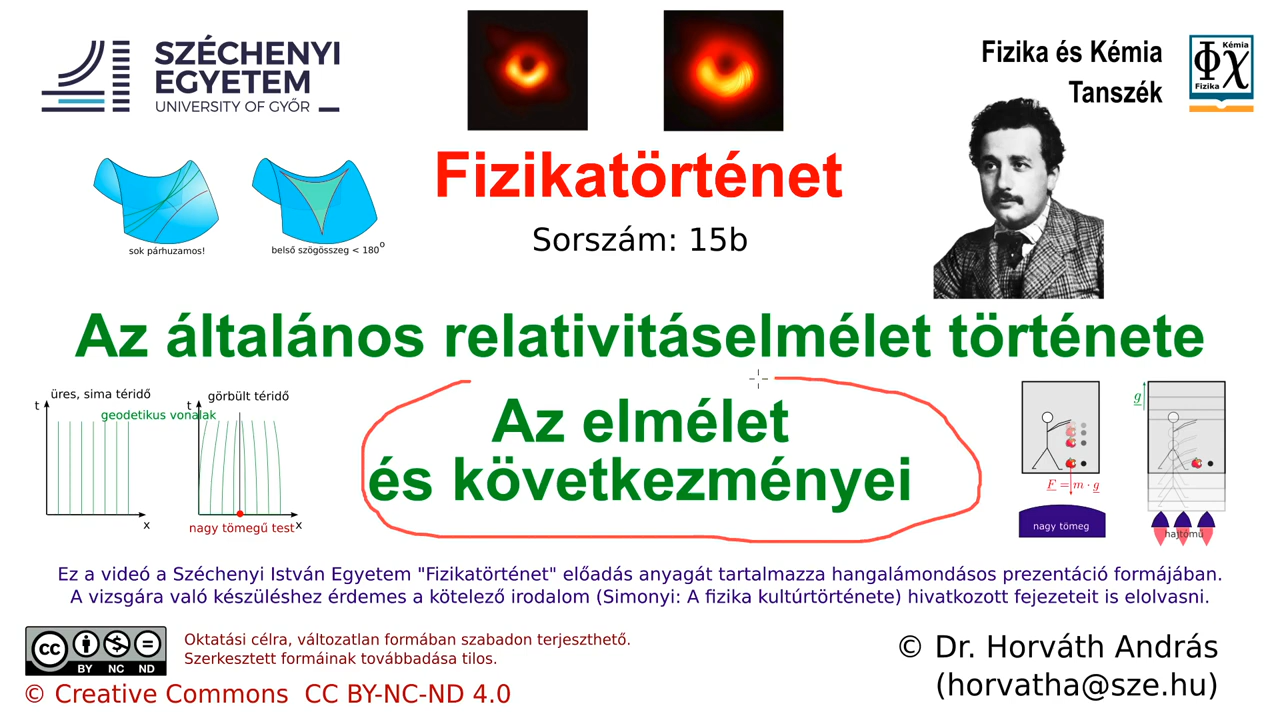 SZÉCHENYI
EGYETEM
UNIVERSITY OF GYŐR
Fizika és Kémia
Tanszék
Kémia
ΦΧ
Fizika
Fizikatörténet
Sorszám: 15b
sok párhuzamos!
belső szögösszeg < 180°
Az általános relativitáselmélet története
üres, sima téridő
görbült téridő
t
t
geodetikus vonalak
x
nagy tömegű test
x
Az elmélet
és következményei
g
F = m · g
nagy tömeg
hajtómű
Ez a videó a Széchenyi István Egyetem "Fizikatörténet" előadás anyagát tartalmazza hangalámondásos prezentáció formájában.
A vizsgára való készüléshez érdemes a kötelező irodalom (Simonyi: A fizika kultúrtörténete) hivatkozott fejezeteit is elolvasni.
cc
BY NC ND
Oktatási célra, változatlan formában szabadon terjeszthető.
Szerkesztett formáinak továbbadása tilos.
© Creative Commons CC BY-NC-ND 4.0
© Dr. Horváth András
(horvatha@sze.hu)